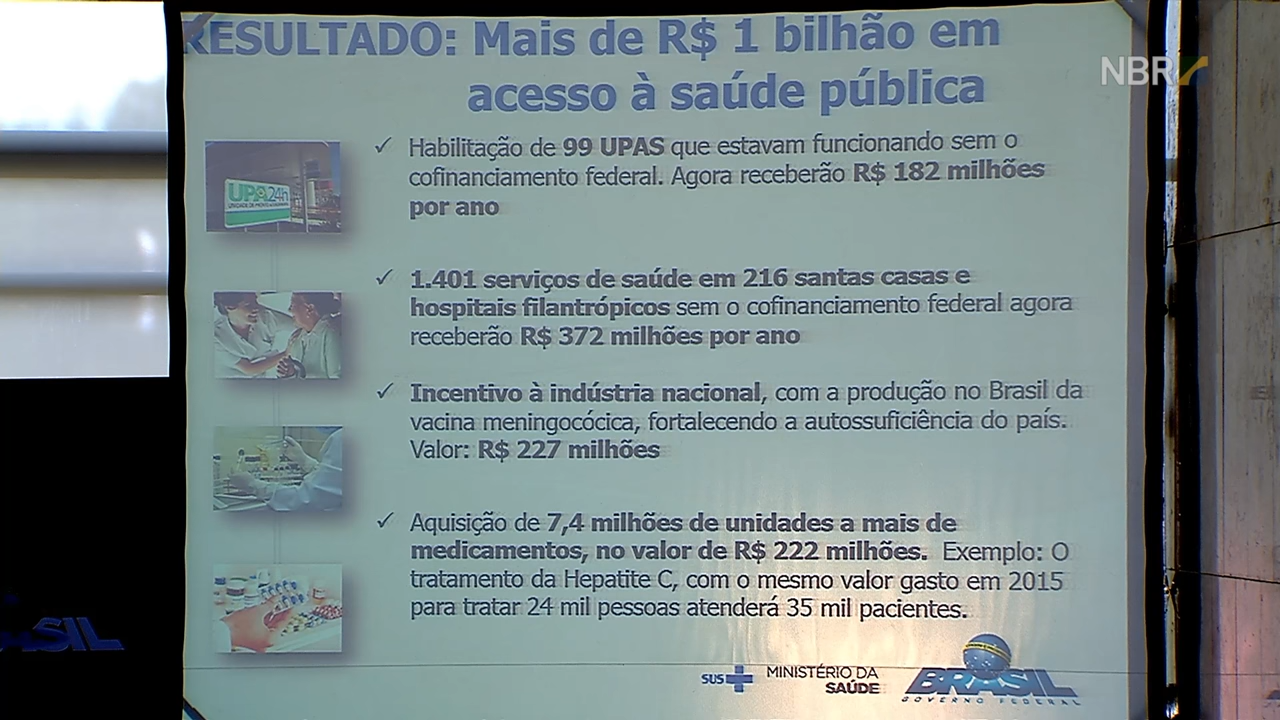 RESULTADO: Mais de R$ 1 bilhão em
acesso à saúde pública
NBR
✓ Habilitação de 99 UPAS que estavam funcionando sem o
cofinanciamento federal. Agora receberão R$ 182 milhões
por ano
UPA24h
✓ 1.401 serviços de saúde em 216 santas casas e
hospitais filantrópicos sem o cofinanciamento federal agora
receberão R$ 372 milhões por ano
✓ Incentivo à indústria nacional, com a produção no Brasil da
vacina meningocócica, fortalecendo a autossuficiência do país.
Valor: R$ 227 milhões
✓ Aquisição de 7,4 milhões de unidades a mais de
medicamentos, no valor de R$ 222 milhões. Exemplo: O
tratamento da Hepatite C, com o mesmo valor gasto em 2015
para tratar 24 mil pessoas atenderá 35 mil pacientes.
SUS
MINISTÉRIO DA
SAÚDE
BRASIL
GOVERNO FEDERAL